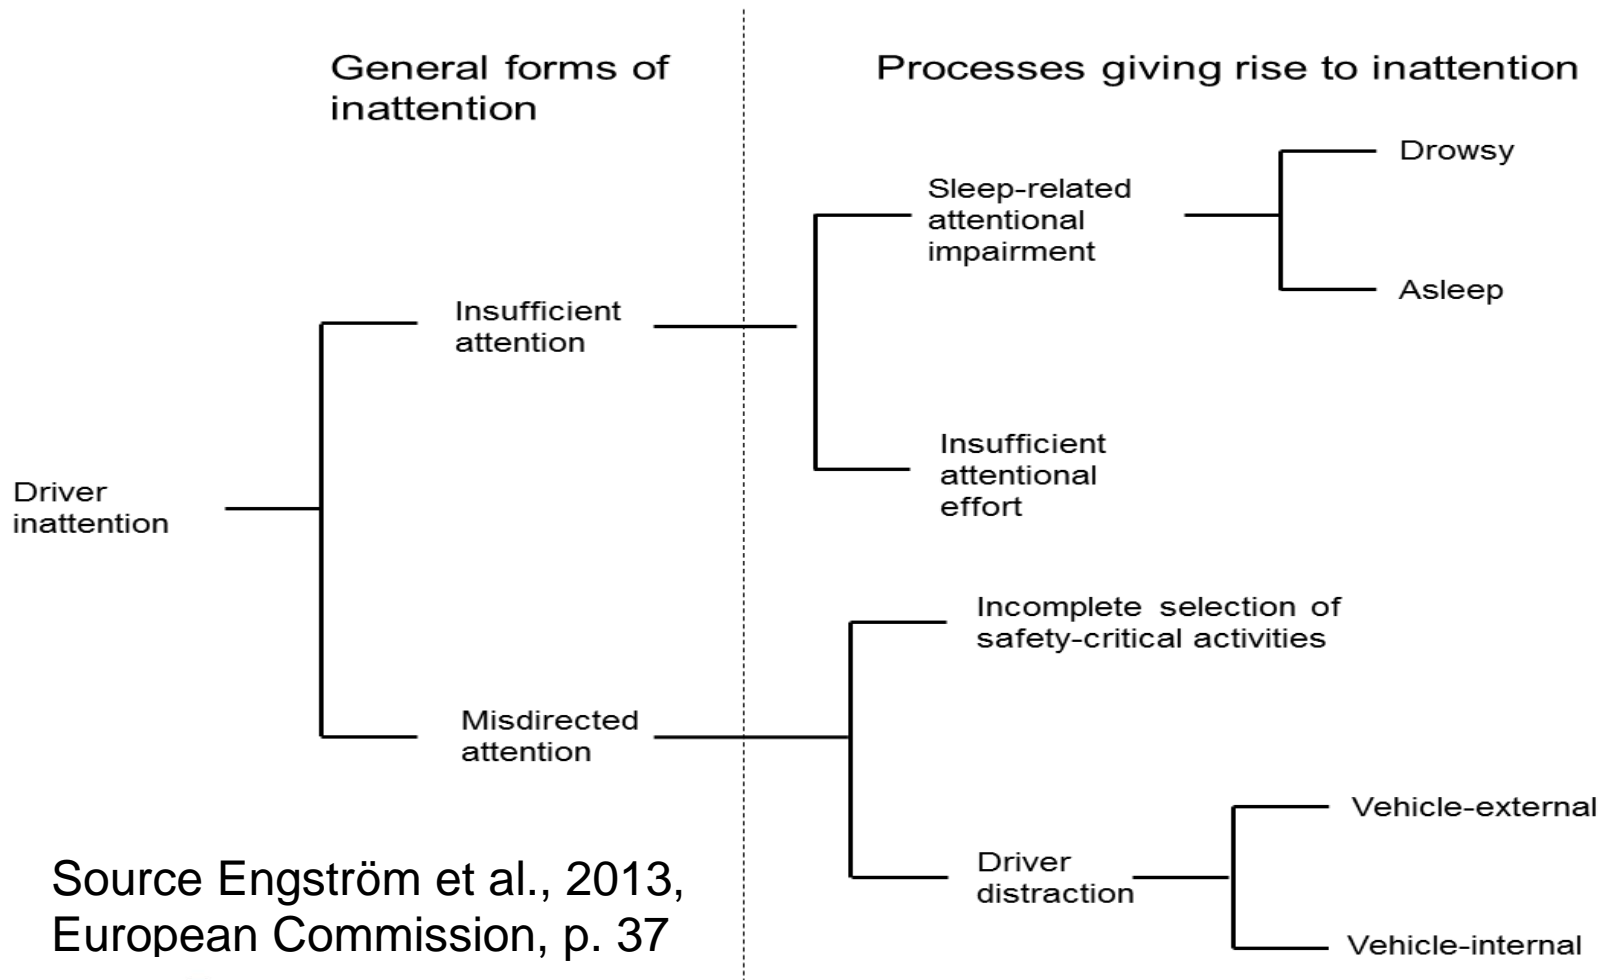 General forms of
inattention
Processes giving rise to inattention
Drowsy
Sleep-related
attentional
impairment
Asleep
Insufficient
attention
Insufficient
attentional
effort
Driver
inattention
Incomplete selection of
safety-critical activities
Misdirected
attention
Vehicle-external
Driver
distraction
Vehicle-internal
Source Engström et al., 2013,
European Commission, p. 37